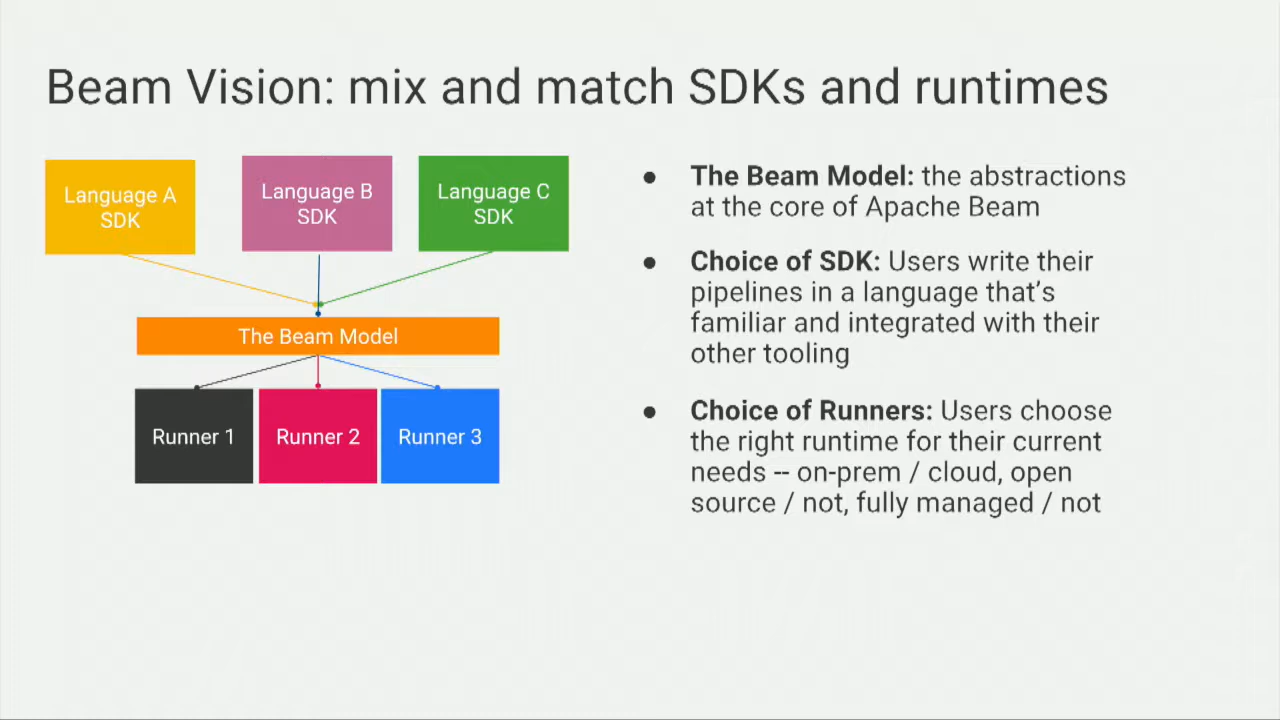 Beam Vision: mix and match SDKs and runtimes
Language A
SDK
Language B
SDK
Language C
SDK
The Beam Model
Runner 1
Runner 2
Runner 3
● The Beam Model: the abstractions
at the core of Apache Beam
● Choice of SDK: Users write their
pipelines in a language that’s
familiar and integrated with their
other tooling
● Choice of Runners: Users choose
the right runtime for their current
needs -- on-prem / cloud, open
source / not, fully managed / not